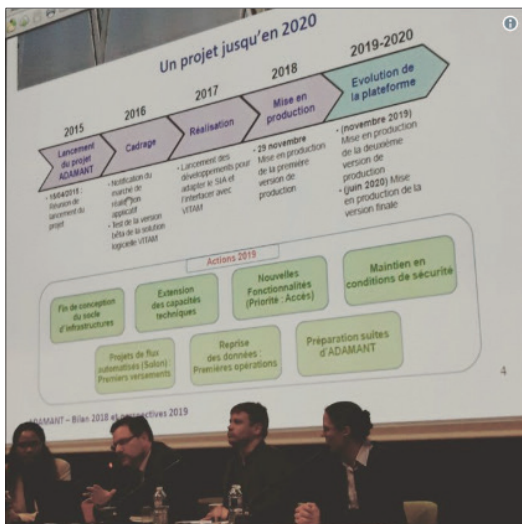 Un projet jusqu'en 2020
2015
Lancement
du projet
ADAMANT
- 15/04/2015 :
Réunion de
lancement du
projet
2016
Cadrage
- Notification du
marché de
réalisation
applicatif
- Test de la version
bêta de la solution
logicielle VITAM
2017
Réalisation
- Lancement des
développements pour
adapter le SIA et
l'interfacer avec
VITAM
2018
Mise en
production
- 29 novembre
Mise en production
de la première
version de
production
2019-2020
Evolution de
la plateforme
- (novembre 2019)
Mise en production
de la deuxième
version de
production
- (juin 2020) Mise
en production de la
version finale
Actions 2019
Fin de conception
du socle
d'infrastructures
Extension
des capacités
techniques
Nouvelles
Fonctionnalités
(Priorité : Accès)
Maintien en
conditions de sécurité
Projets de flux
automatisés (Solon) :
Premiers versements
Reprise
des données :
Premières opérations
Préparation suites
d'ADAMANT
4
ADAMANT – Bilan 2018 et perspectives 2019